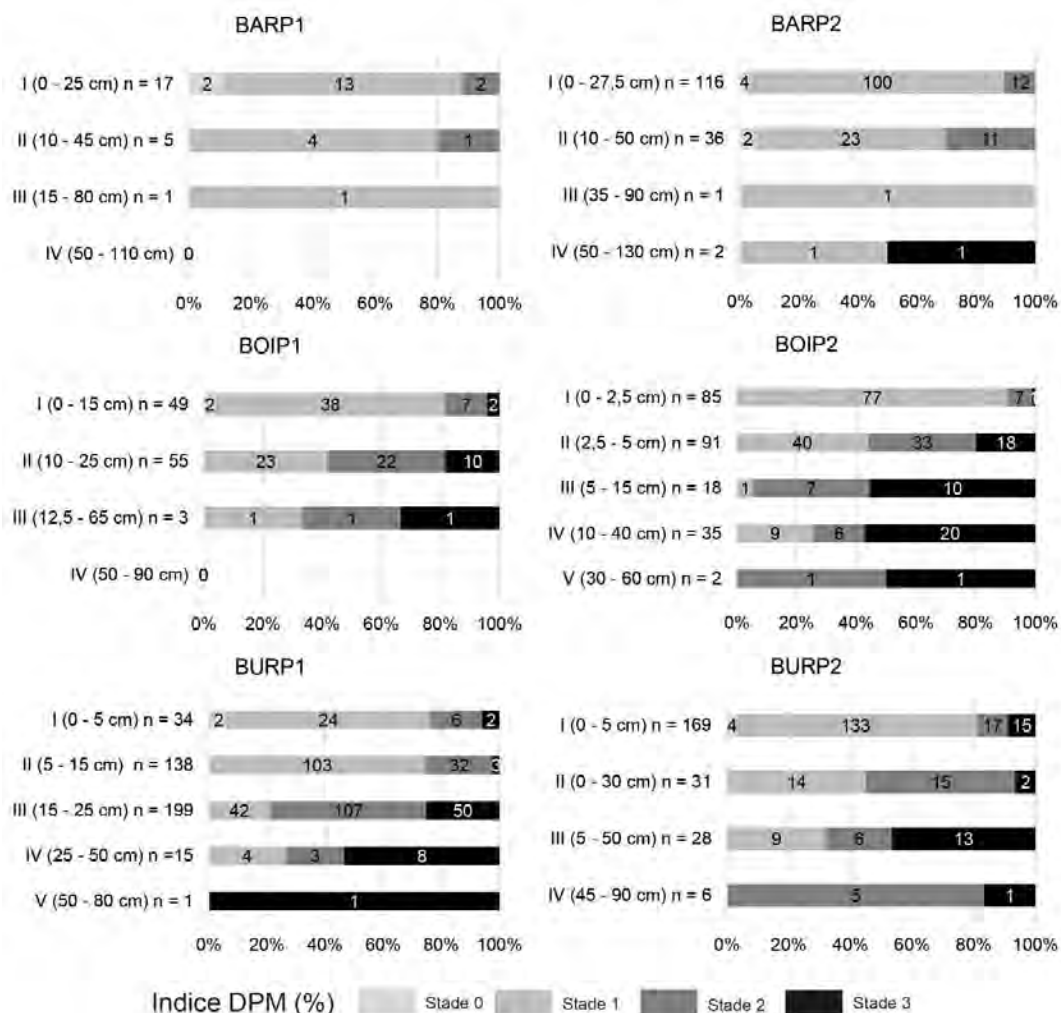 BARP1
I (0 - 25 cm) n = 17 2 13 2
II (10 - 45 cm) n = 5 4 1
III (15 - 80 cm) n = 1 1
IV (50 - 110 cm) 0
0% 20% 40% 60% 80% 100%
BARP2
I (0 - 27,5 cm) n = 116 4 100 12
II (10 - 50 cm) n = 36 2 23 11
III (35 - 90 cm) n = 1 1
IV (50 - 130 cm) n = 2 1 1
0% 20% 40% 60% 80% 100%
BOIP1
I (0 - 15 cm) n = 49 2 38 7 2
II (10 - 25 cm) n = 55 23 22 10
III (12,5 - 65 cm) n = 3 1 1 1
IV (50 - 90 cm) 0
0% 20% 40% 60% 80% 100%
BOIP2
I (0 - 2,5 cm) n = 85 77 7
II (2,5 - 5 cm) n = 91 40 33 18
III (5 - 15 cm) n = 18 1 7 10
IV (10 - 40 cm) n = 35 9 6 20
V (30 - 60 cm) n = 2 1 1
0% 20% 40% 60% 80% 100%
BURP1
I (0 - 5 cm) n = 34 2 24 6 2
II (5 - 15 cm) n = 138 103 32 3
III (15 - 25 cm) n = 199 42 107 50
IV (25 - 50 cm) n =15 4 3 8
V (50 - 80 cm) n = 1 1
0% 20% 40% 60% 80% 100%
BURP2
I (0 - 5 cm) n = 169 4 133 17 15
II (0 - 30 cm) n = 31 14 15 2
III (5 - 50 cm) n = 28 9 6 13
IV (45 - 90 cm) n = 6 5 1
0% 20% 40% 60% 80% 100%
Indice DPM (%) Stade 0 Stade 1 Stade 2 Stade 3